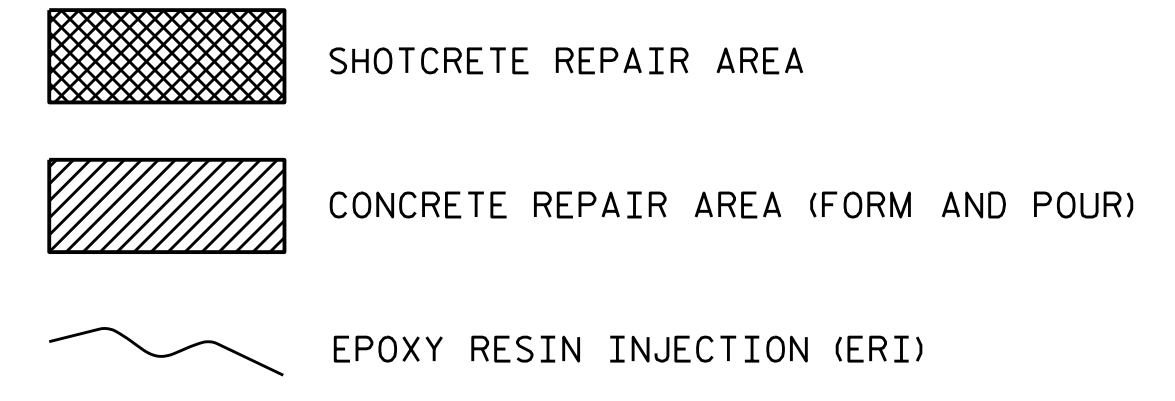 SHOTCRETE REPAIR AREA
CONCRETE REPAIR AREA (FORM AND POUR)
EPOXY RESIN INJECTION (ERI)